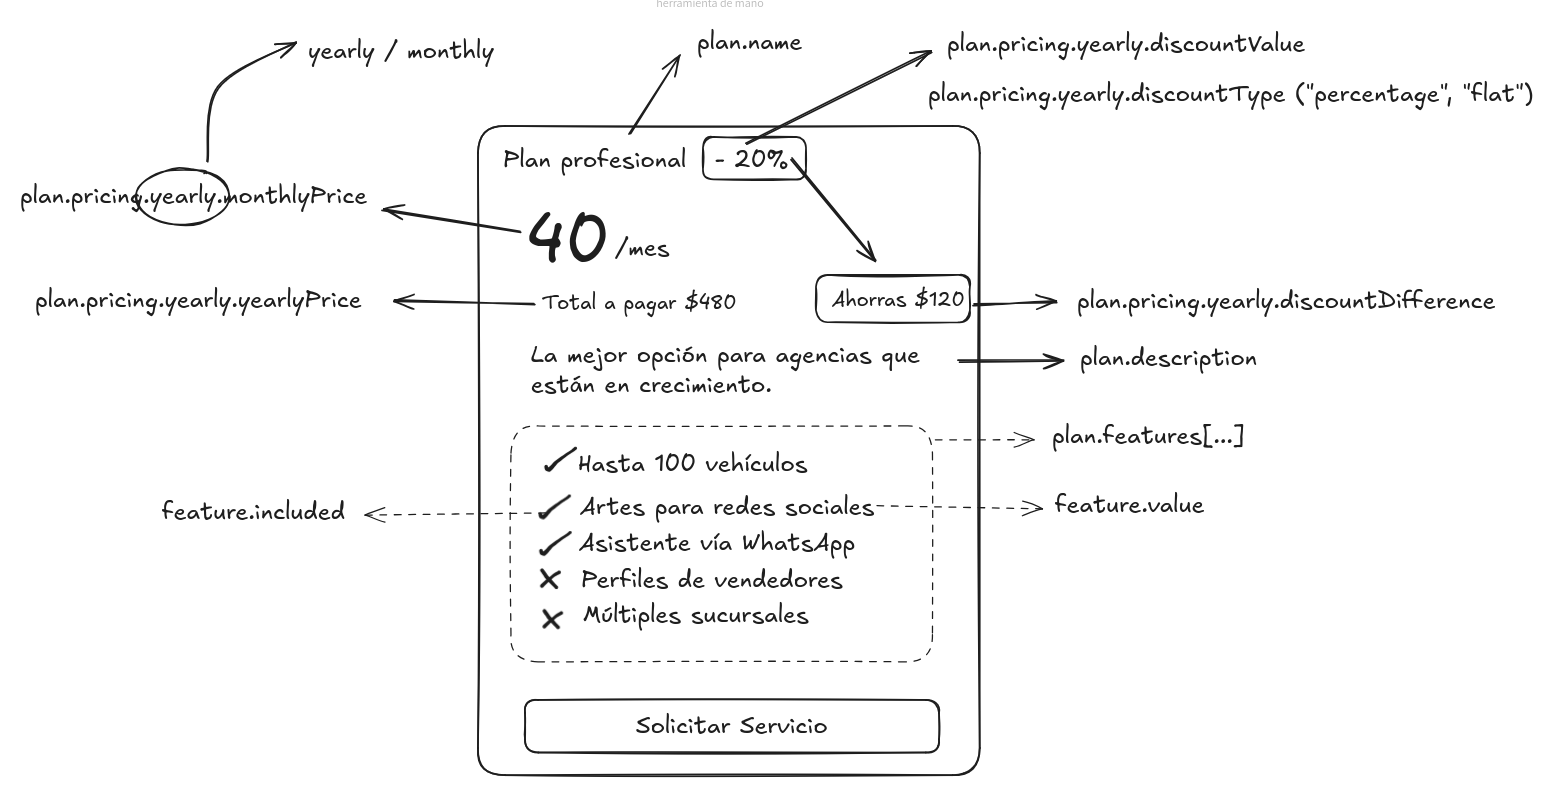 herramienta de mano
yearly / monthly
plan.name
plan.pricing.yearly.discountValue
plan.pricing.yearly.discountType ("percentage", "flat")
Plan profesional
- 20%
plan.pricing.yearly.monthlyPrice
40 /mes
plan.pricing.yearly.yearlyPrice
Total a pagar $480
Ahorras $120
plan.pricing.yearly.discountDifference
La mejor opción para agencias que
están en crecimiento.
plan.description
plan.features[...]
Hasta 100 vehículos
feature.included
Artes para redes sociales
feature.value
Asistente vía WhatsApp
Perfiles de vendedores
Múltiples sucursales
Solicitar Servicio